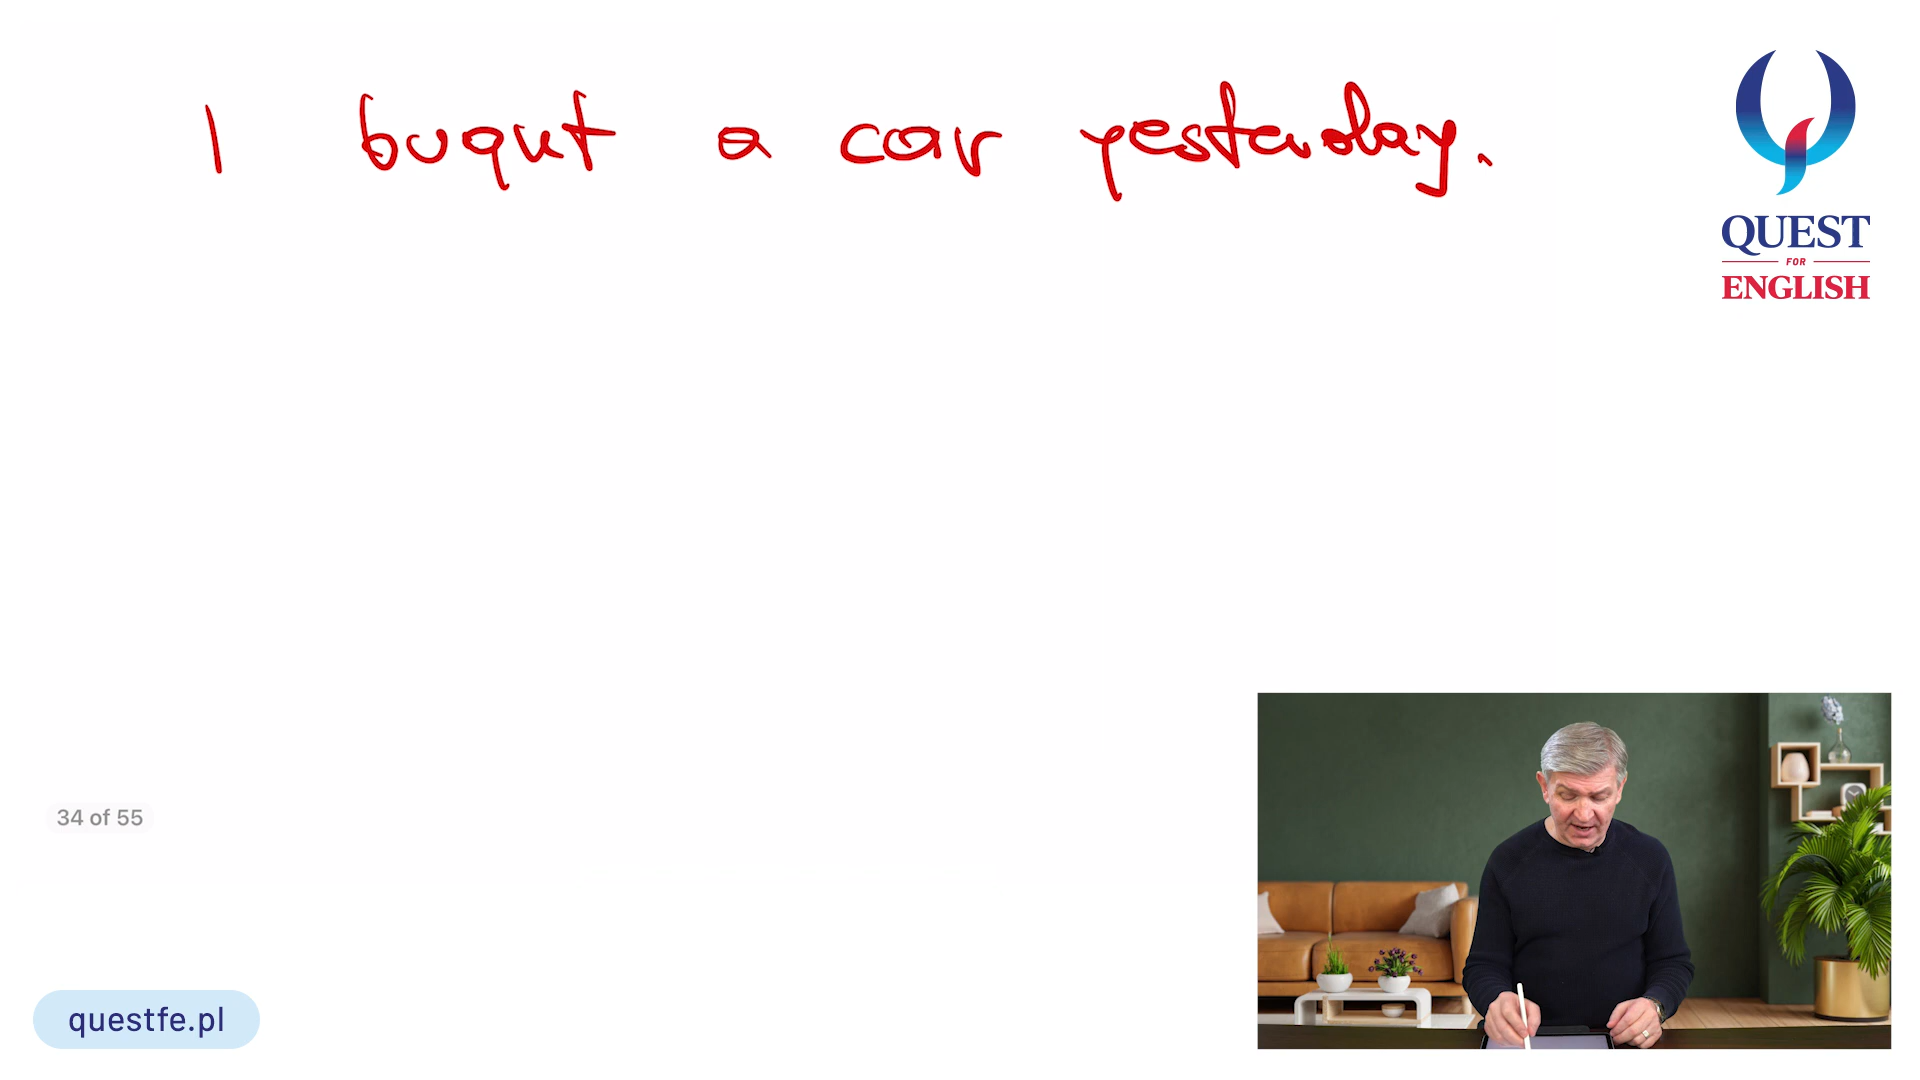 I bought a car yesterday.
QUEST
FOR
ENGLISH
34 of 55
questfe.pl